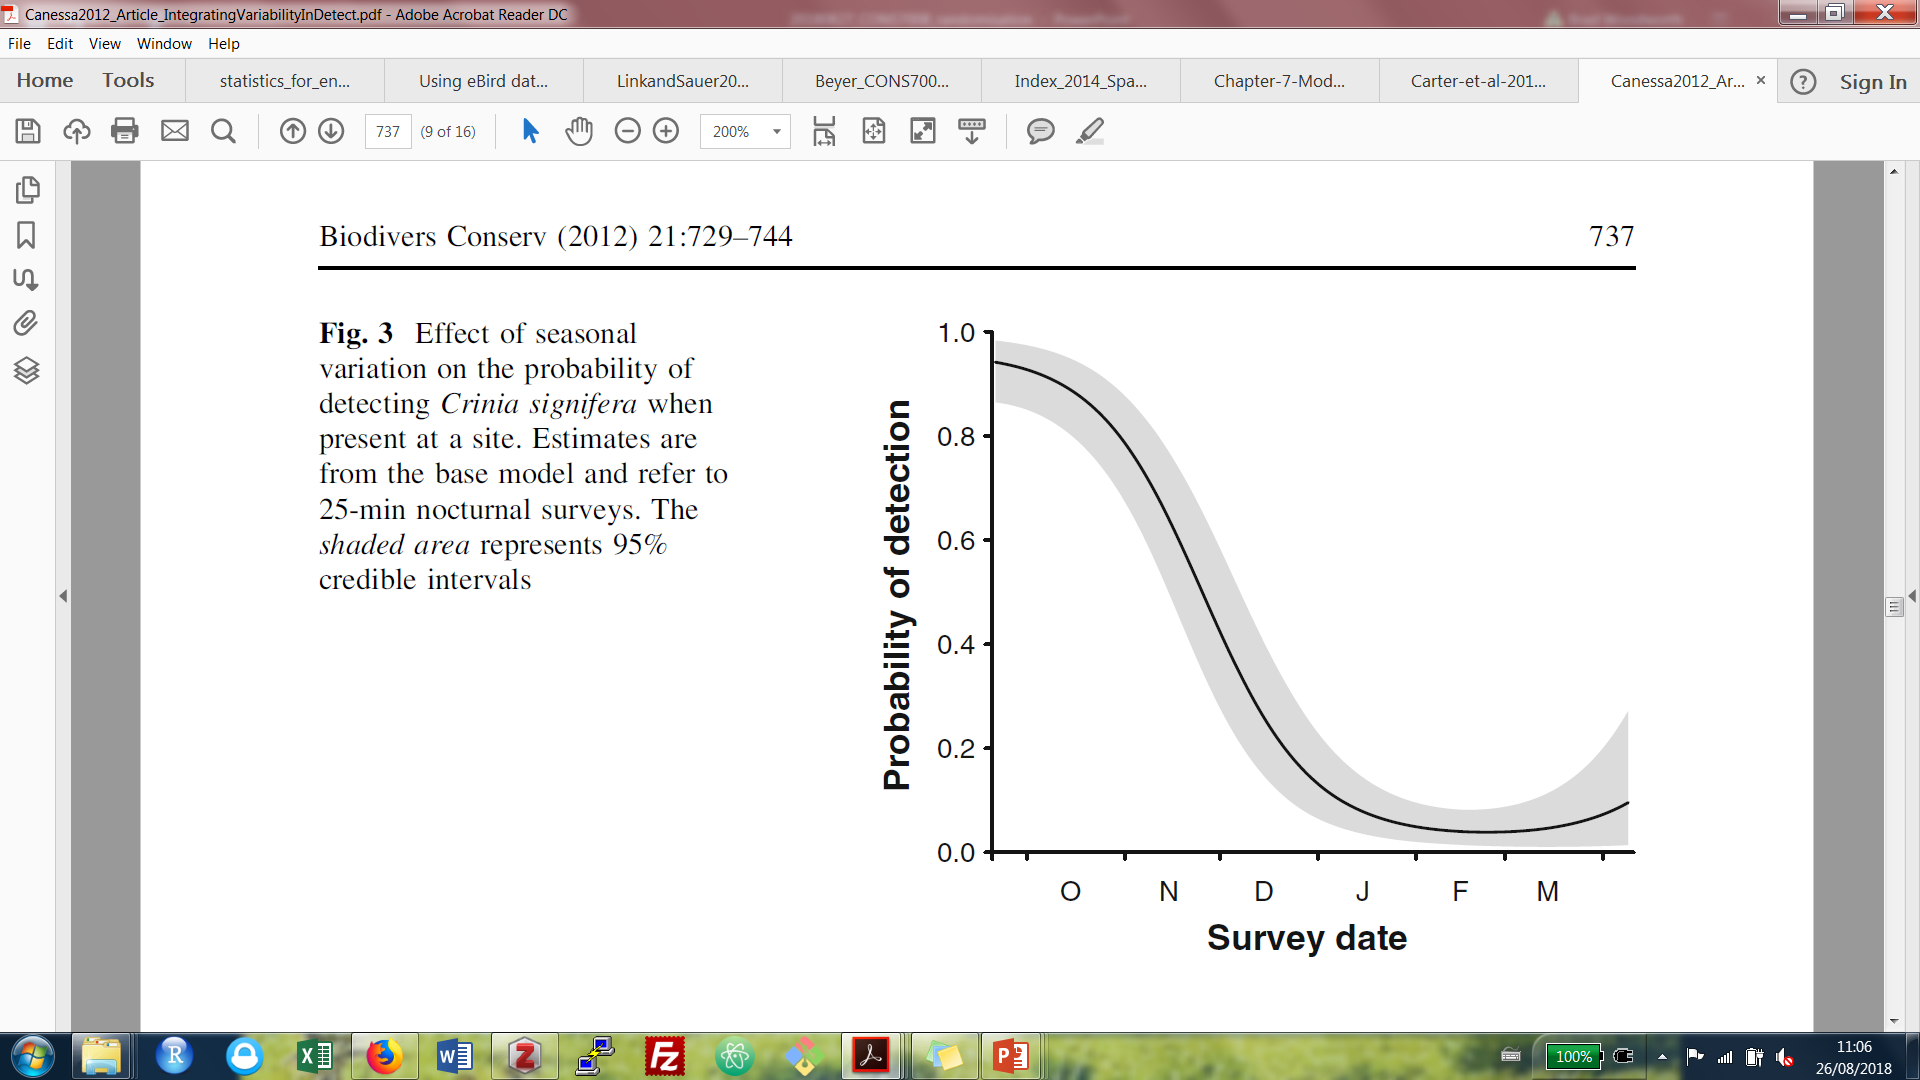 Canessa2012_Article_IntegratingVariabilityInDetect.pdf - Adobe Acrobat Reader DC
File Edit View Window Help
Home Tools statistics_for_en... Using eBird dat... LinkandSauer20... Beyer_CONS700... Index_2014_Spa... Chapter-7-Mod... Carter-et-al-201... Canessa2012_Ar... × ? Sign In
737 (9 of 16) 200%
Biodivers Conserv (2012) 21:729–744 737
Fig. 3 Effect of seasonal
variation on the probability of
detecting Crinia signifera when
present at a site. Estimates are
from the base model and refer to
25-min nocturnal surveys. The
shaded area represents 95%
credible intervals
Probability of detection
1.0
0.8
0.6
0.4
0.2
0.0
O N D J F M
Survey date
100%
11:06
26/08/2018